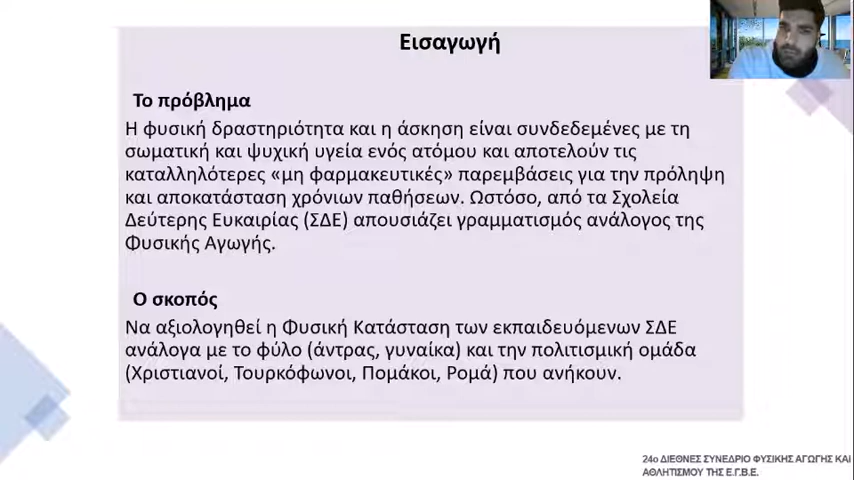 Εισαγωγή
Το πρόβλημα
Η φυσική δραστηριότητα και η άσκηση είναι συνδεδεμένες με τη
σωματική και ψυχική υγεία ενός ατόμου και αποτελούν τις
καταλληλότερες «μη φαρμακευτικές» παρεμβάσεις για την πρόληψη
και αποκατάσταση χρόνιων παθήσεων. Ωστόσο, από τα Σχολεία
Δεύτερης Ευκαιρίας (ΣΔΕ) απουσιάζει γραμματισμός ανάλογος της
Φυσικής Αγωγής.
Ο σκοπός
Να αξιολογηθεί η Φυσική Κατάσταση των εκπαιδευόμενων ΣΔΕ
ανάλογα με το φύλο (άντρας, γυναίκα) και την πολιτισμική ομάδα
(Χριστιανοί, Τουρκόφωνοι, Πομάκοι, Ρομά) που ανήκουν.
24ο ΔΙΕΘΝΕΣ ΣΥΝΕΔΡΙΟ ΦΥΣΙΚΗΣ ΑΓΩΓΗΣ ΚΑΙ
ΑΘΛΗΤΙΣΜΟΥ ΤΗΣ Ε.Γ.Β.Ε.